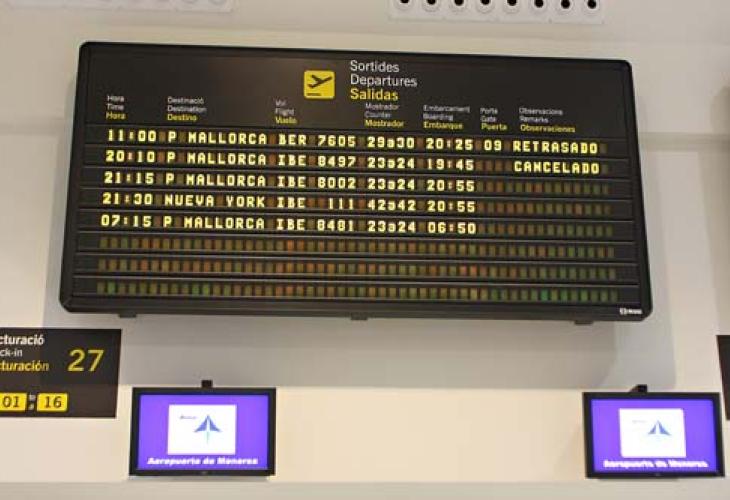 Sortides
Departures
Salidas
Hora Destinació Vol Mostrador Embarcament Porta Observacions
Time Destination Flight Counter Boarding Gate Remarks
Hora Destino Vuelo Mostrador Embarque Puerta Observaciones
11:00 P MALLORCA BER 7605 29a30 20:25 09 RETRASADO
20:10 P MALLORCA IBE 8497 23a24 19:45 CANCELADO
21:15 P MALLORCA IBE 8002 23a24 20:55
21:30 NUEVA YORK IBE 111 42a42 20:55
07:15 P MALLORCA IBE 8481 23a24 06:50
cturació
ck-in
cturación 27
01 16
Aeropuerto de Menorca
Aeropuerto de Menorca